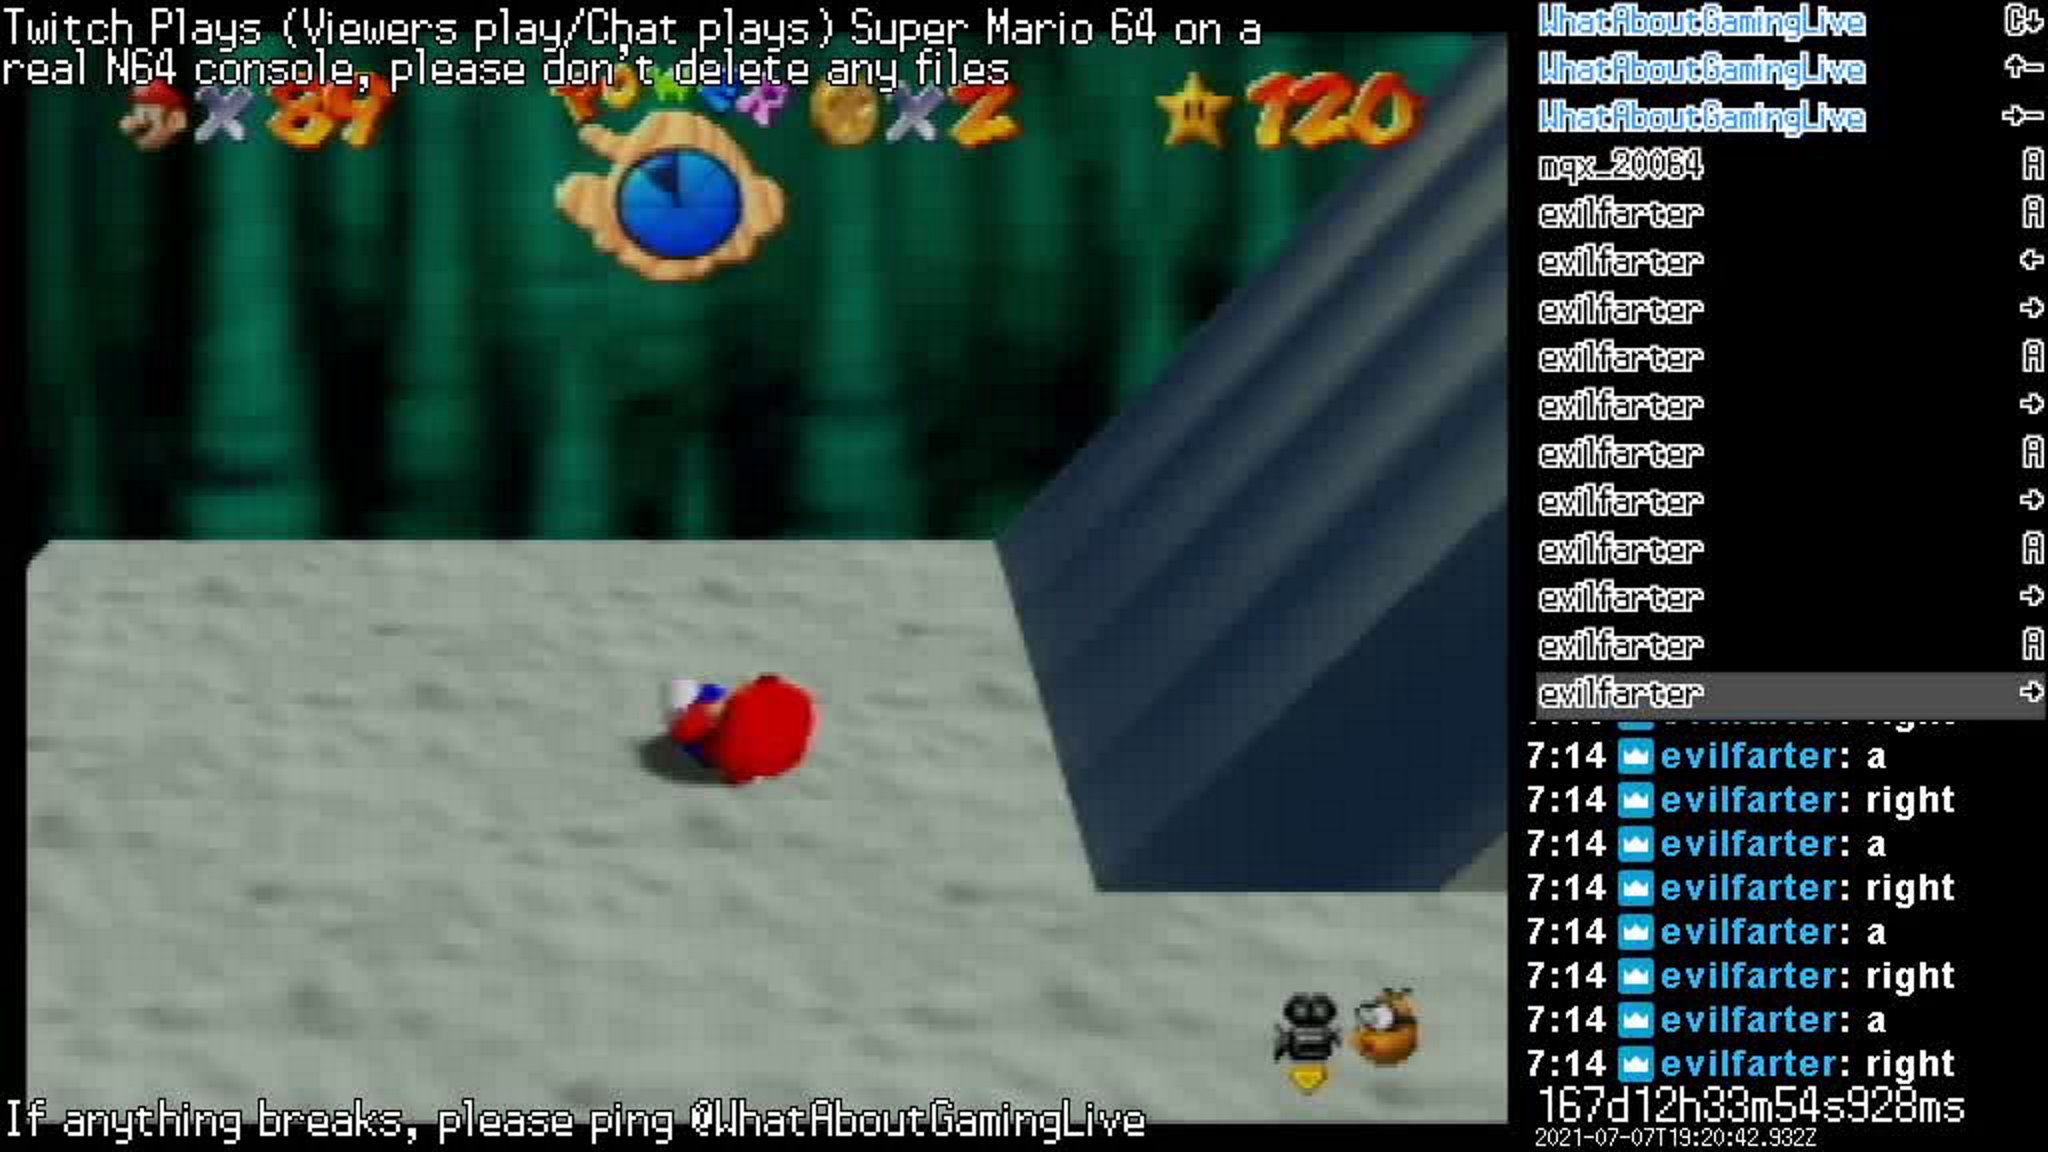 Twitch Plays (Viewers play/Chat plays) Super Mario 64 on a
real N64 console, please don't delete any files
84 POWER 2 120
WhatAboutGamingLive C↓
WhatAboutGamingLive ↑-
WhatAboutGamingLive →-
mqx_20064 A
evilfarter A
evilfarter ←
evilfarter →
evilfarter A
evilfarter →
evilfarter A
evilfarter →
evilfarter A
evilfarter →
evilfarter A
evilfarter →
7:14 evilfarter: a
7:14 evilfarter: right
7:14 evilfarter: a
7:14 evilfarter: right
7:14 evilfarter: a
7:14 evilfarter: right
7:14 evilfarter: a
7:14 evilfarter: right
167d12h33m54s928ms
2021-07-07T19:20:42.932Z
If anything breaks, please ping @WhatAboutGamingLive